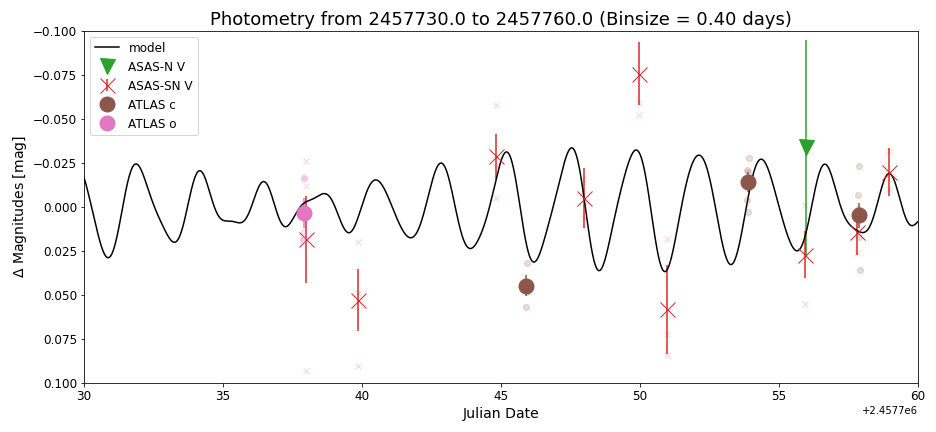 Photometry from 2457730.0 to 2457760.0 (Binsize = 0.40 days)
model
ASAS-N V
ASAS-SN V
ATLAS c
ATLAS o
Δ Magnitudes [mag]
−0.100
−0.075
−0.050
−0.025
0.000
0.025
0.050
0.075
0.100
30
35
40
45
50
55
60
+2.4577e6
Julian Date